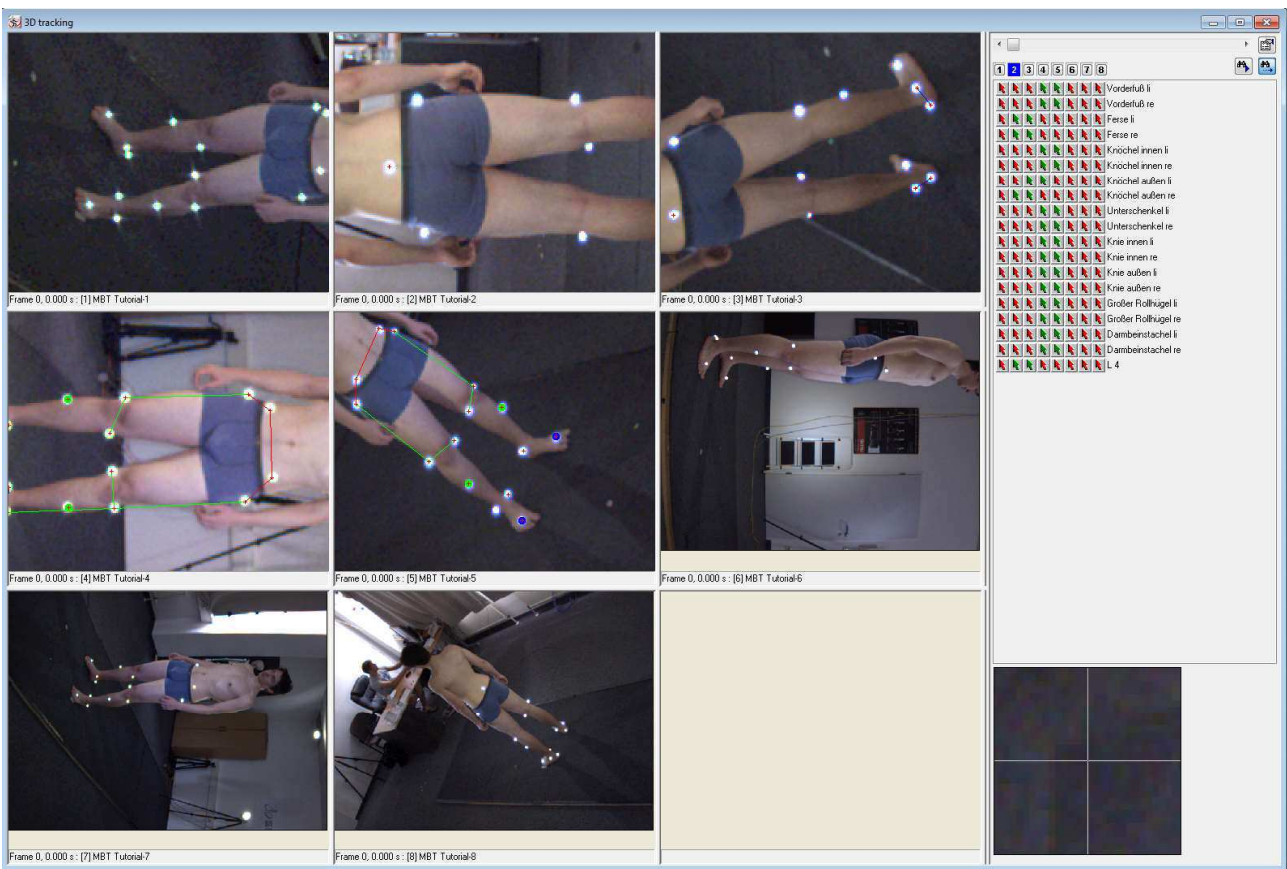 3D tracking
Frame 0, 0.000 s : [1] MBT Tutorial-1
Frame 0, 0.000 s : [2] MBT Tutorial-2
Frame 0, 0.000 s : [3] MBT Tutorial-3
Frame 0, 0.000 s : [4] MBT Tutorial-4
Frame 0, 0.000 s : [5] MBT Tutorial-5
Frame 0, 0.000 s : [6] MBT Tutorial-6
Frame 0, 0.000 s : [7] MBT Tutorial-7
Frame 0, 0.000 s : [8] MBT Tutorial-8
1 2 3 4 5 6 7 8
Vorderfuß li
Vorderfuß re
Ferse li
Ferse re
Knöchel innen li
Knöchel innen re
Knöchel außen li
Knöchel außen re
Unterschenkel li
Unterschenkel re
Knie innen li
Knie innen re
Knie außen li
Knie außen re
Großer Rollhügel li
Großer Rollhügel re
Darmbeinstachel li
Darmbeinstachel re
L 4